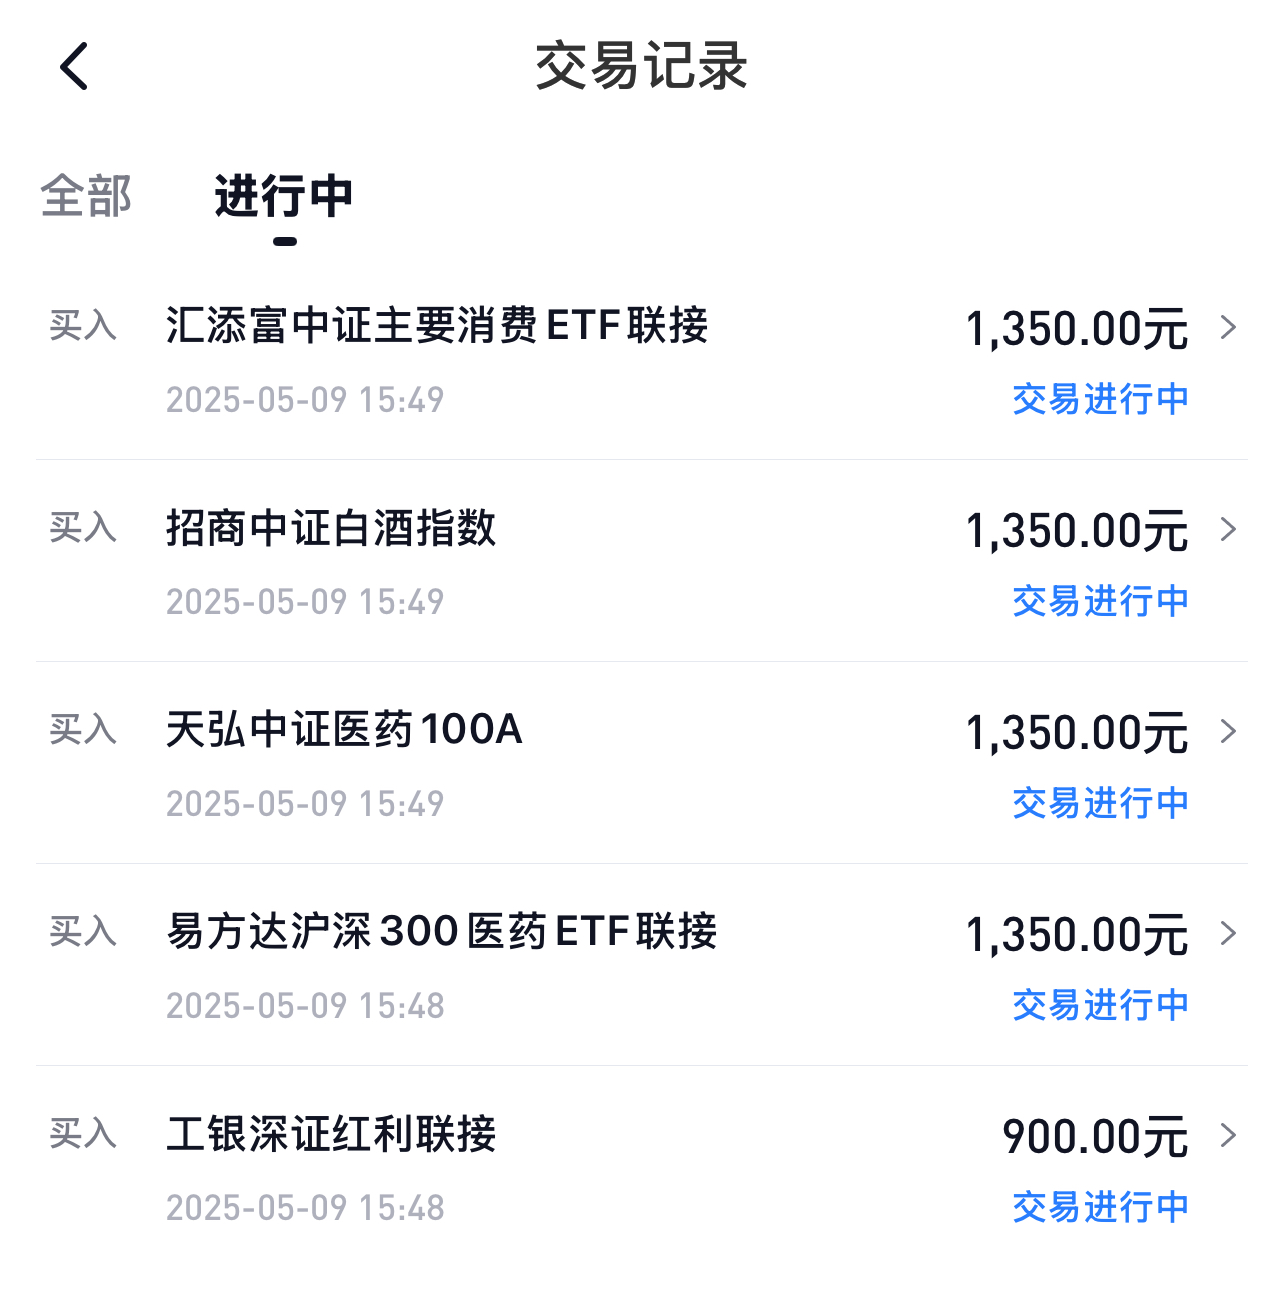 交易记录
全部 进行中
买入 汇添富中证主要消费ETF联接 1,350.00元
2025-05-09 15:49 交易进行中
买入 招商中证白酒指数 1,350.00元
2025-05-09 15:49 交易进行中
买入 天弘中证医药100A 1,350.00元
2025-05-09 15:49 交易进行中
买入 易方达沪深300医药ETF联接 1,350.00元
2025-05-09 15:48 交易进行中
买入 工银深证红利联接 900.00元
2025-05-09 15:48 交易进行中